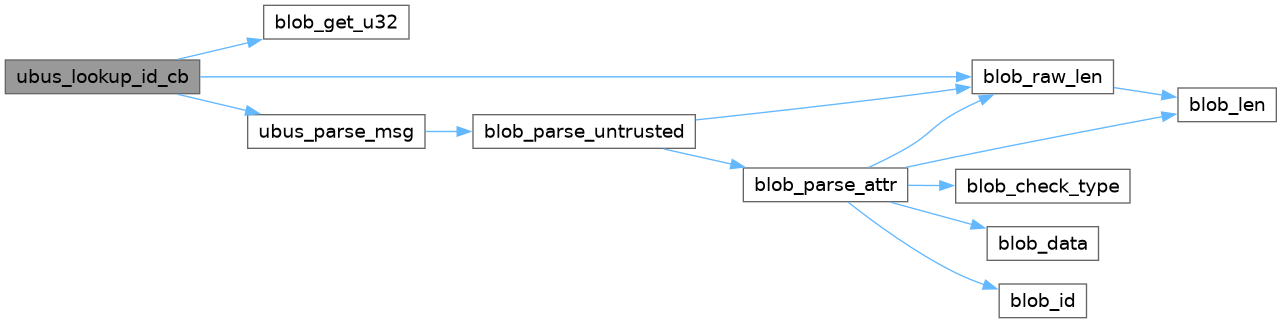 blob_get_u32
ubus_lookup_id_cb
blob_raw_len
blob_len
ubus_parse_msg
blob_parse_untrusted
blob_parse_attr
blob_check_type
blob_data
blob_id